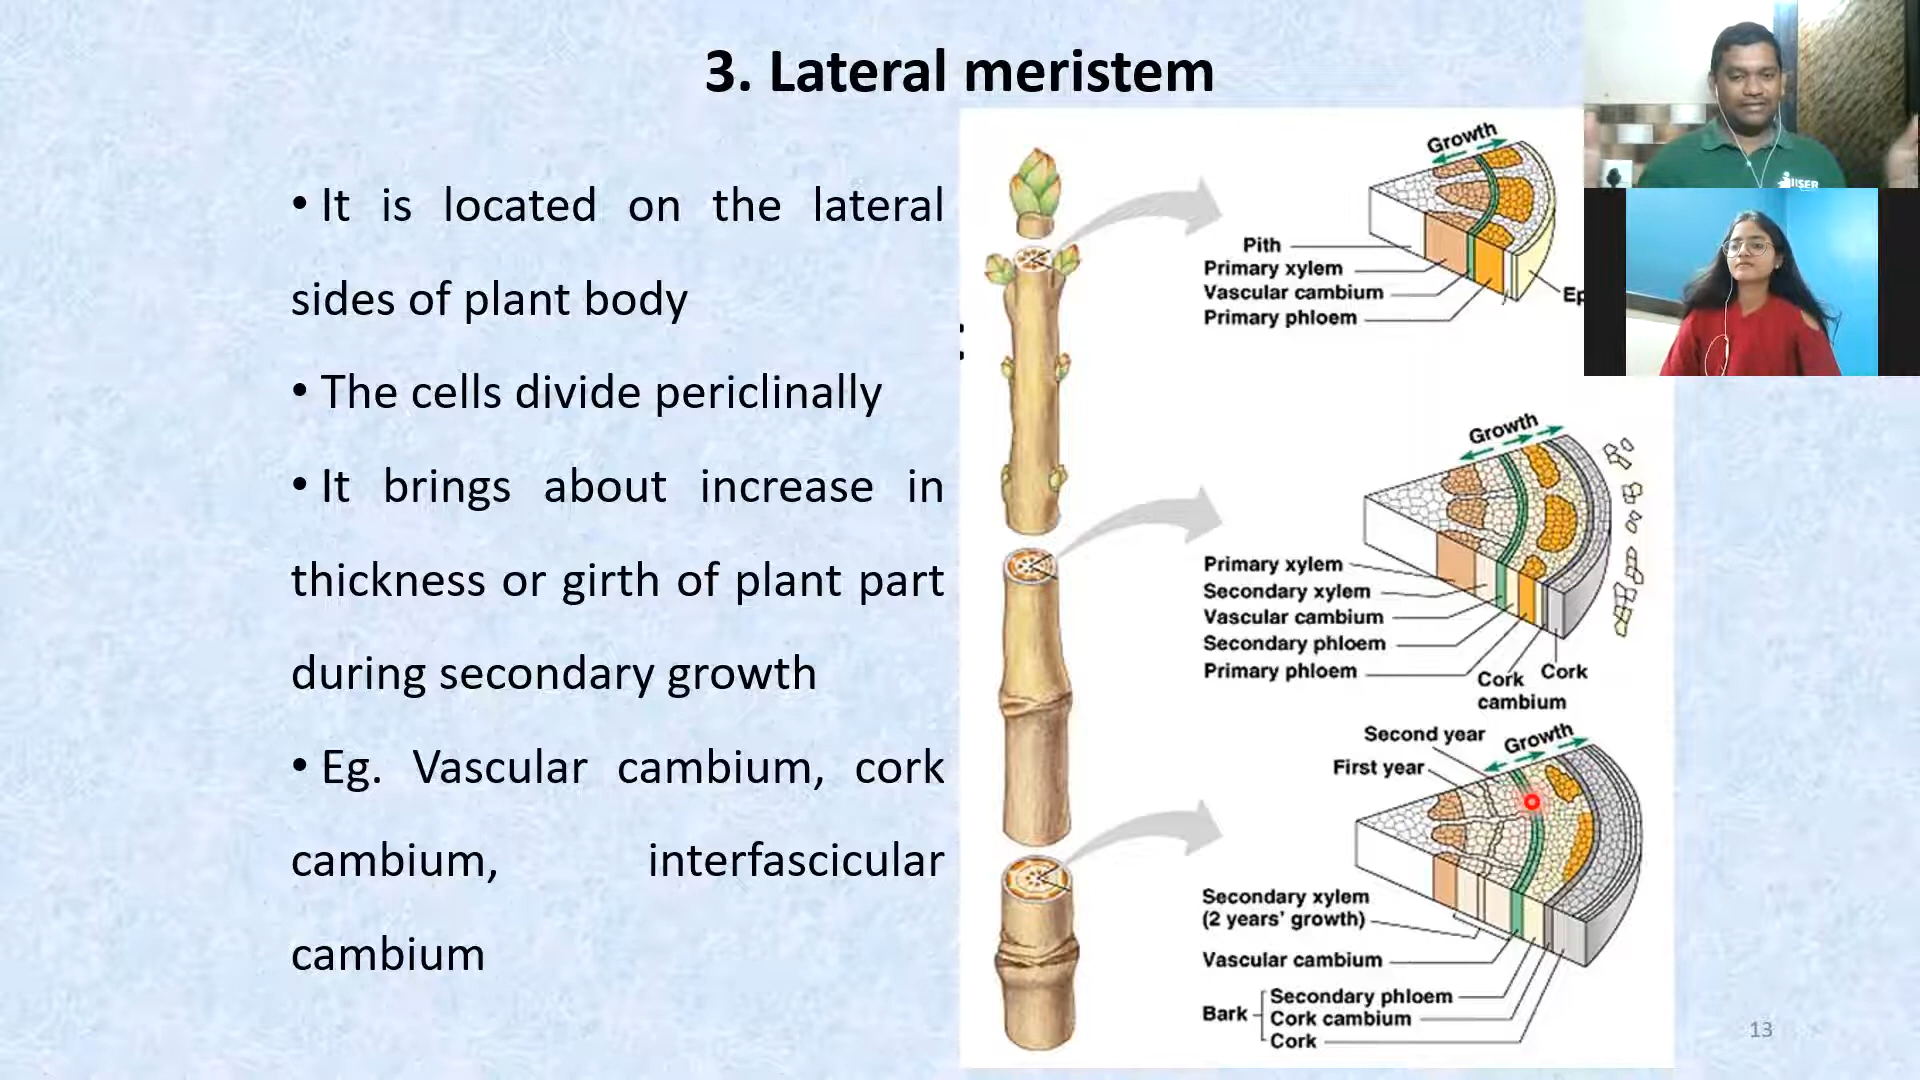 3. Lateral meristem
• It is located on the lateral
sides of plant body
• The cells divide periclinally
• It brings about increase in
thickness or girth of plant part
during secondary growth
• Eg. Vascular cambium, cork
cambium, interfascicular
cambium
Growth
Pith
Primary xylem
Vascular cambium
Primary phloem
Ep
Growth
Primary xylem
Secondary xylem
Vascular cambium
Secondary phloem
Primary phloem
Cork
cambium
Cork
Second year
Growth
First year
Secondary xylem
(2 years' growth)
Vascular cambium
Bark
Secondary phloem
Cork cambium
Cork
13
IISER